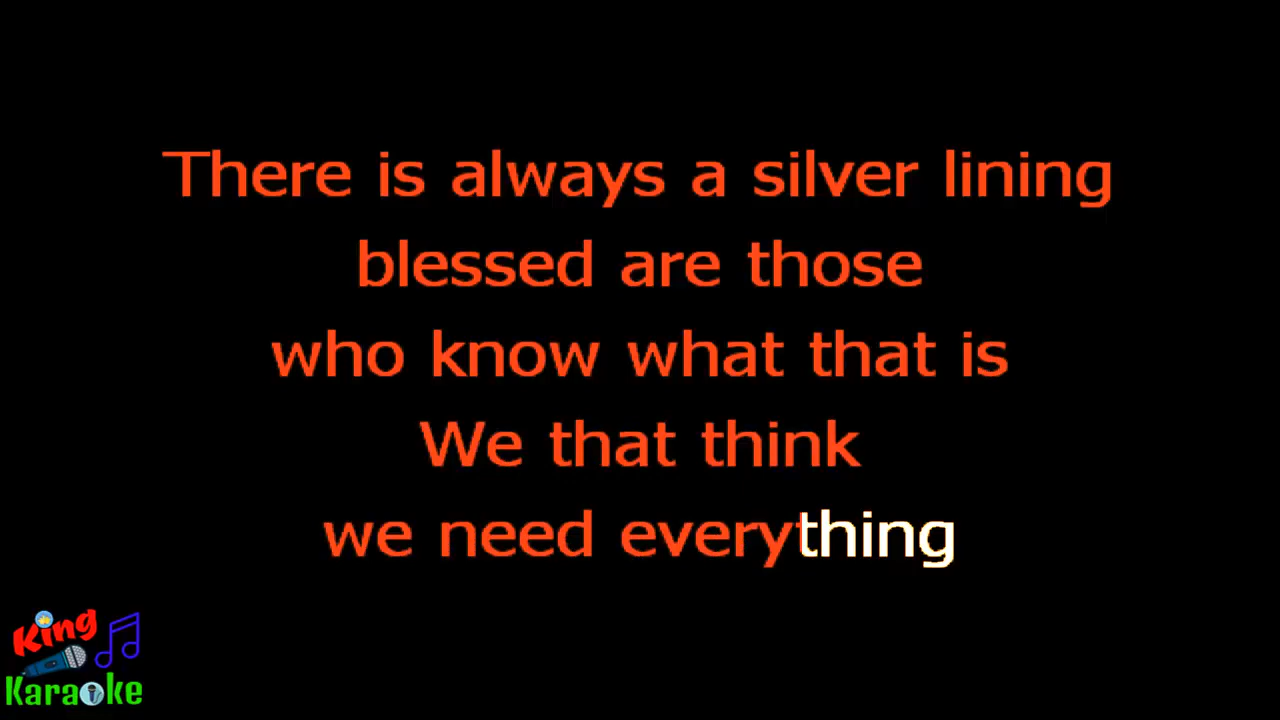 There is always a silver lining
blessed are those
who know what that is
We that think
we need everything
King
Karaoke